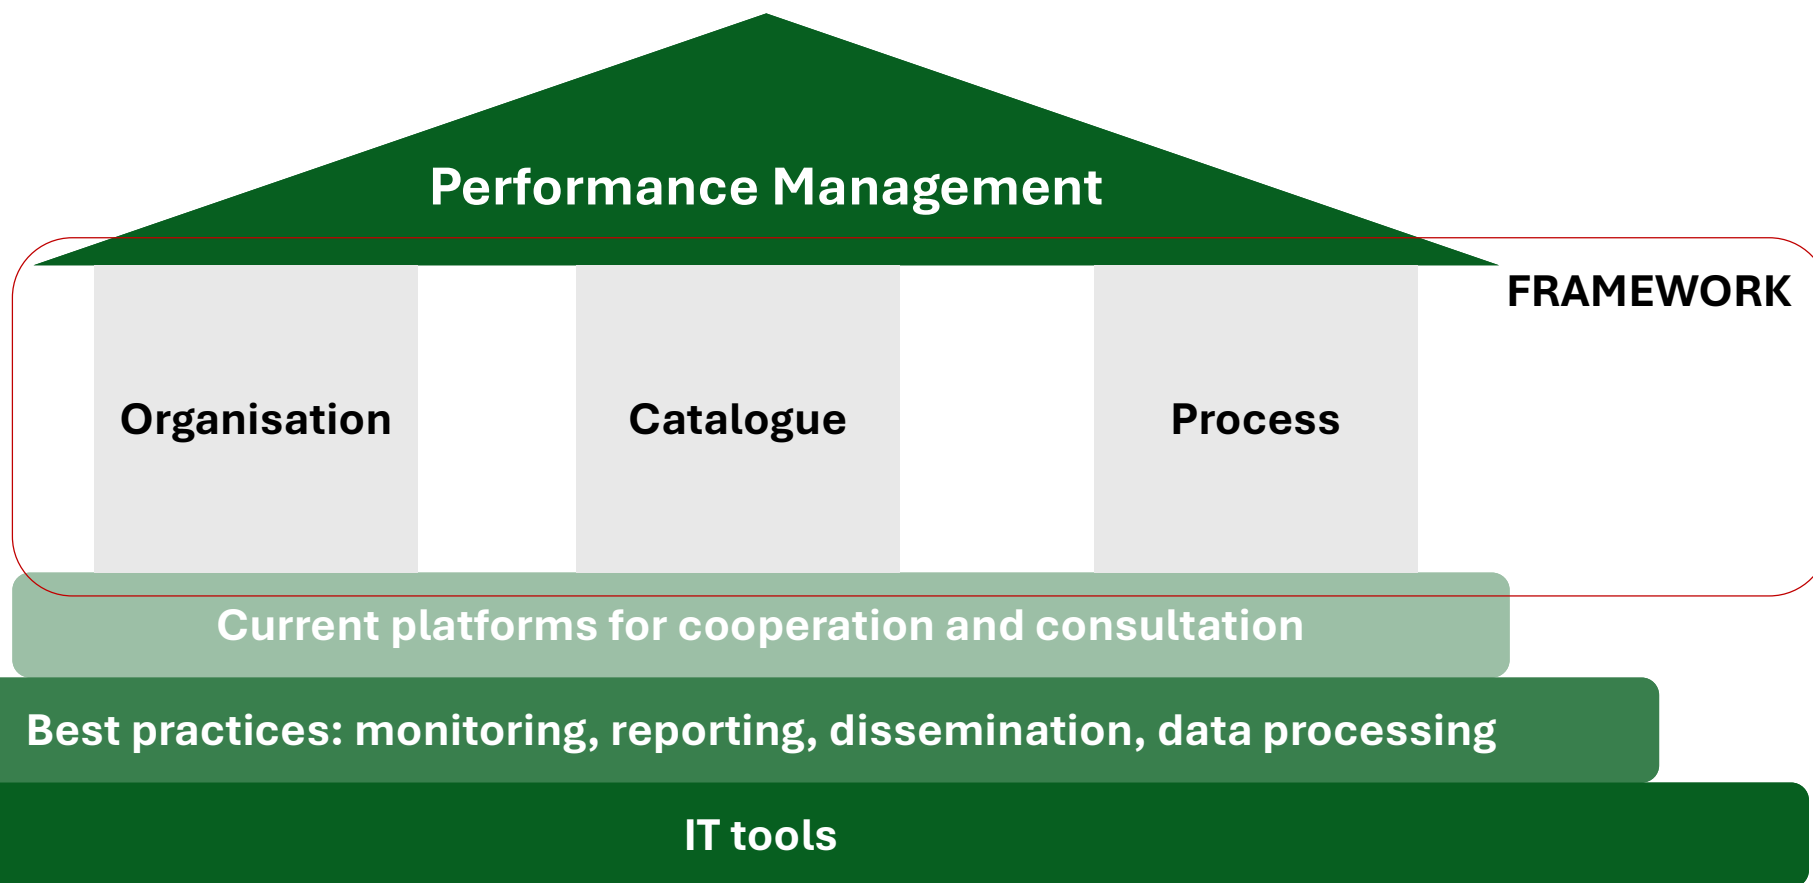 Performance Management
FRAMEWORK
Organisation
Catalogue
Process
Current platforms for cooperation and consultation
Best practices: monitoring, reporting, dissemination, data processing
IT tools